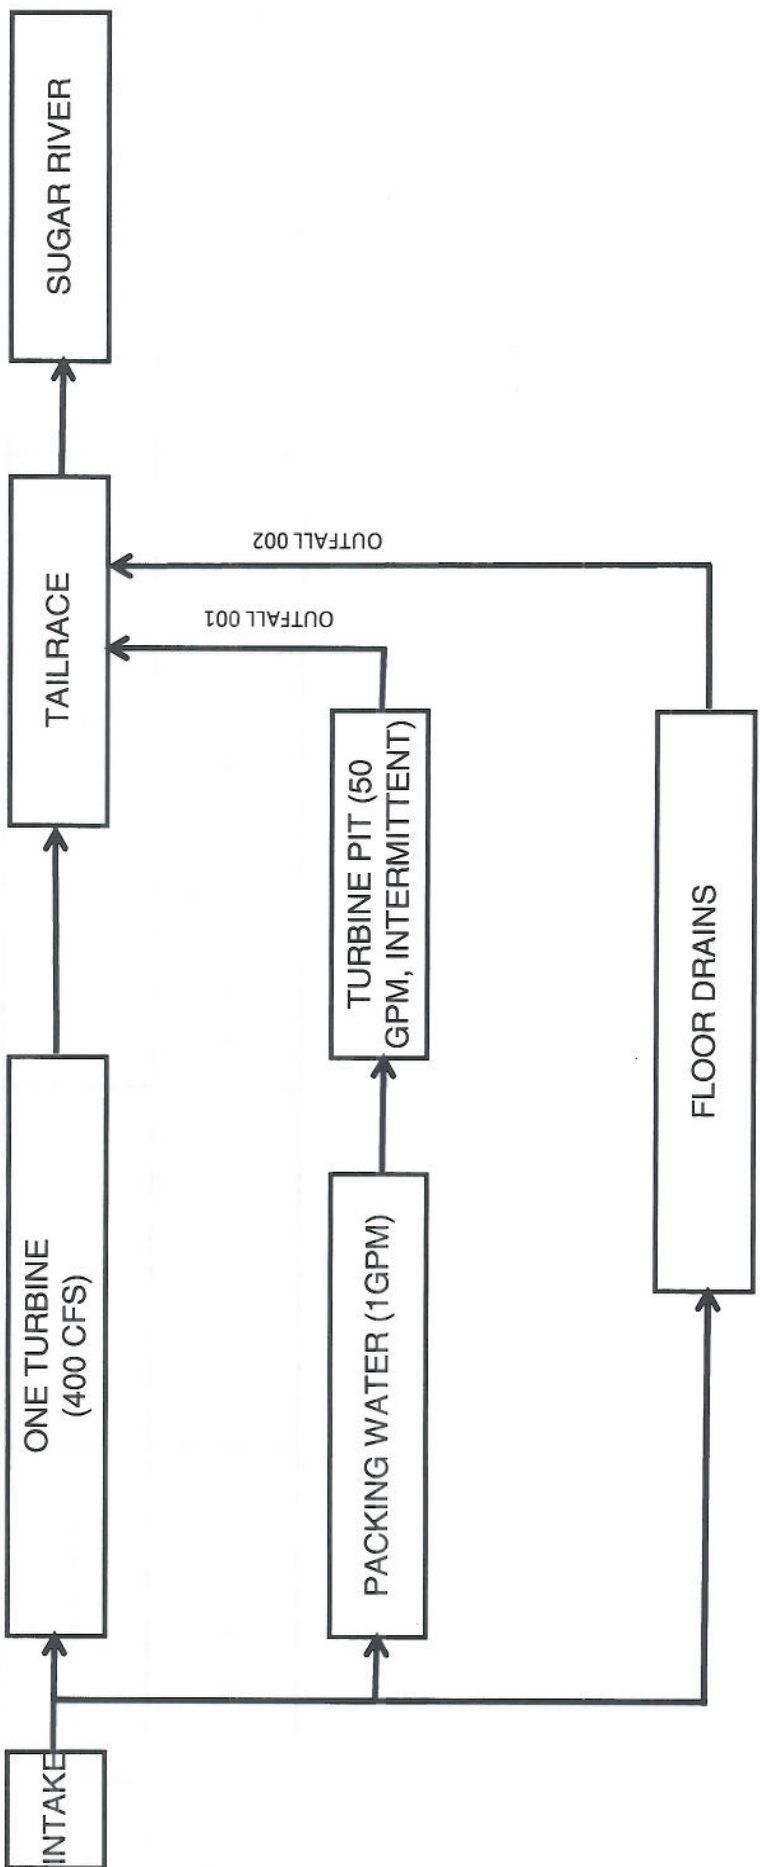 INTAKE
ONE TURBINE
(400 CFS)
TAILRACE
SUGAR RIVER
PACKING WATER (1GPM)
TURBINE PIT (50
GPM, INTERMITTENT)
OUTFALL 001
OUTFALL 002
FLOOR DRAINS